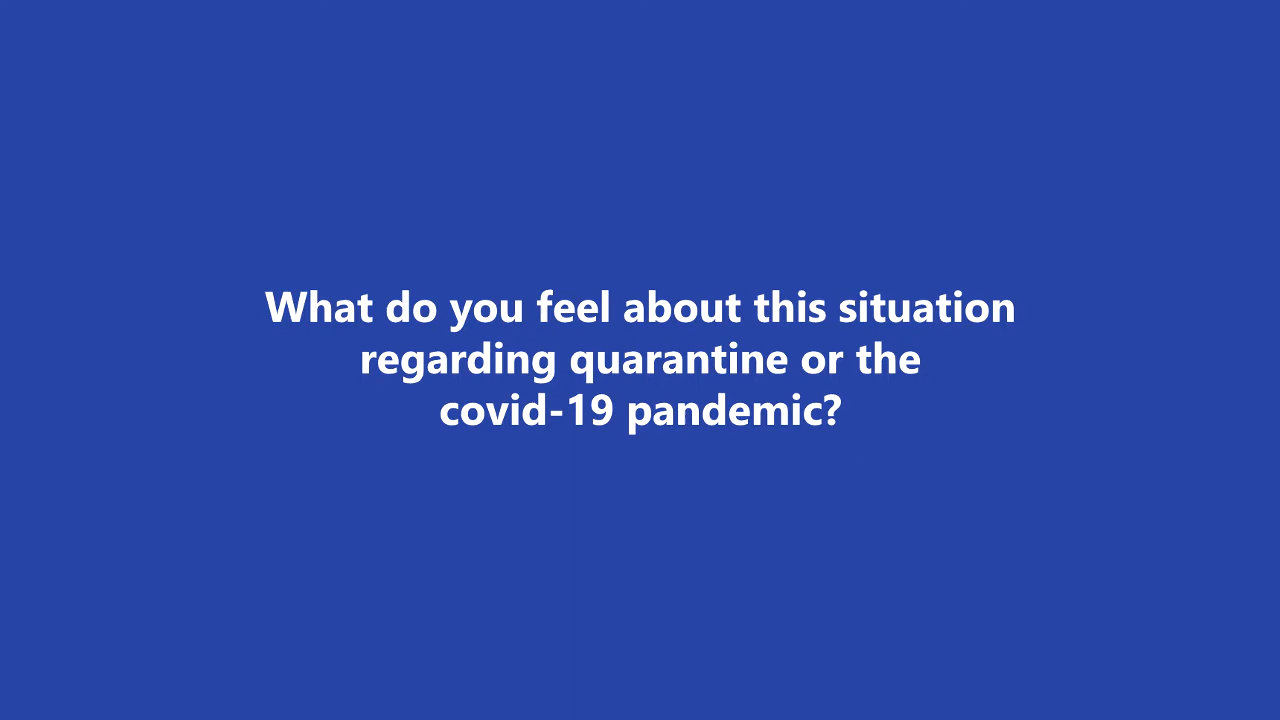 What do you feel about this situation
regarding quarantine or the
covid-19 pandemic?